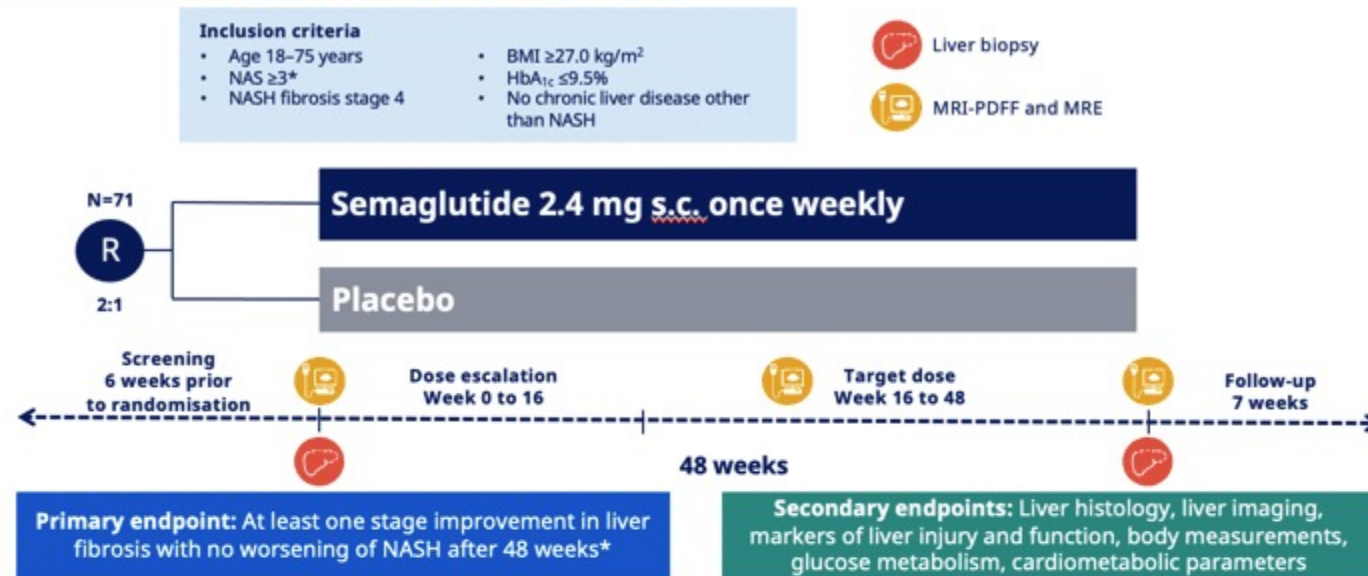 Inclusion criteria
• Age 18–75 years
• NAS ≥3*
• NASH fibrosis stage 4
• BMI ≥27.0 kg/m²
• HbA₁c ≤9.5%
• No chronic liver disease other
than NASH
Liver biopsy
MRI-PDFF and MRE
N=71
R
2:1
Semaglutide 2.4 mg s.c. once weekly
Placebo
Screening
6 weeks prior
to randomisation
Dose escalation
Week 0 to 16
Target dose
Week 16 to 48
Follow-up
7 weeks
48 weeks
Primary endpoint: At least one stage improvement in liver
fibrosis with no worsening of NASH after 48 weeks*
Secondary endpoints: Liver histology, liver imaging,
markers of liver injury and function, body measurements,
glucose metabolism, cardiometabolic parameters